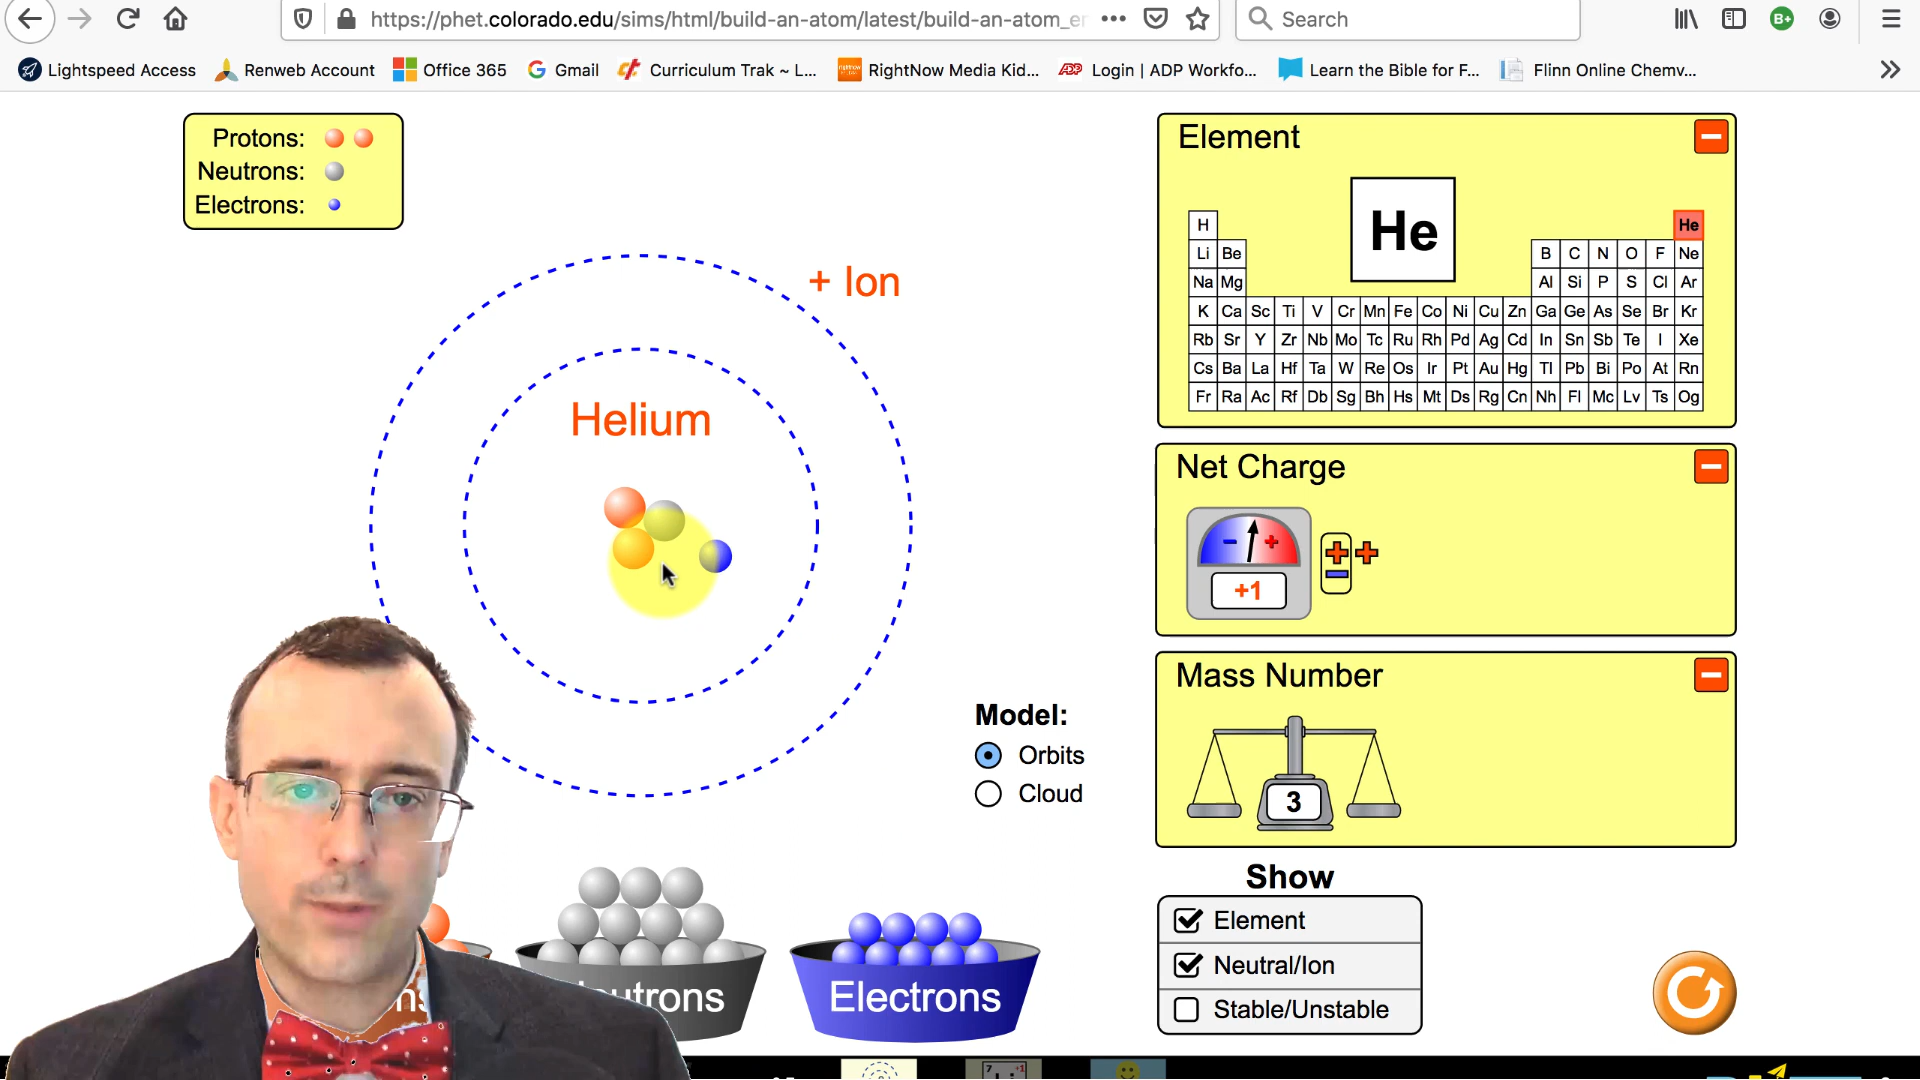 https://phet.colorado.edu/sims/html/build-an-atom/latest/build-an-atom_e
Search
Lightspeed Access
Renweb Account
Office 365
Gmail
Curriculum Trak ~ L...
RightNow Media Kid...
ADP
Login | ADP Workfo...
Learn the Bible for F...
Flinn Online Chemv...
B+
Protons:
Neutrons:
Electrons:
+ Ion
Helium
Model:
Orbits
Cloud
Electrons
Element
He
H He
Li Be B C N O F Ne
Na Mg Al Si P S Cl Ar
K Ca Sc Ti V Cr Mn Fe Co Ni Cu Zn Ga Ge As Se Br Kr
Rb Sr Y Zr Nb Mo Tc Ru Rh Pd Ag Cd In Sn Sb Te I Xe
Cs Ba La Hf Ta W Re Os Ir Pt Au Hg Tl Pb Bi Po At Rn
Fr Ra Ac Rf Db Sg Bh Hs Mt Ds Rg Cn Nh Fl Mc Lv Ts Og
Net Charge
- +
+1
+ +
-
Mass Number
3
Show
Element
Neutral/Ion
Stable/Unstable